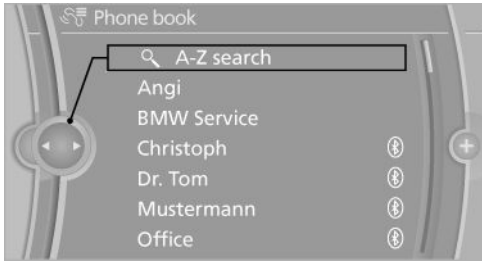 Phone book
A-Z search
Angi
BMW Service
Christoph
Dr. Tom
Mustermann
Office